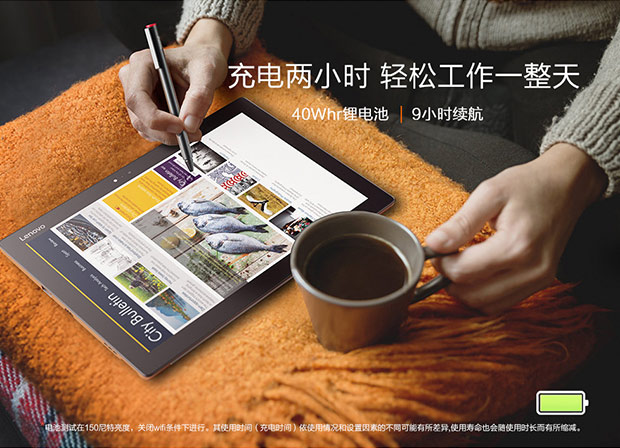 充电两小时 轻松工作一整天
40Whr锂电池 | 9小时续航
Lenovo
City Bulletin
电池测试在150尼特亮度，关闭wifi条件下进行。其使用时间（充电时间）依使用情况和设置因素的不同可能有所差异,使用寿命也会随使用时长而有所缩减。